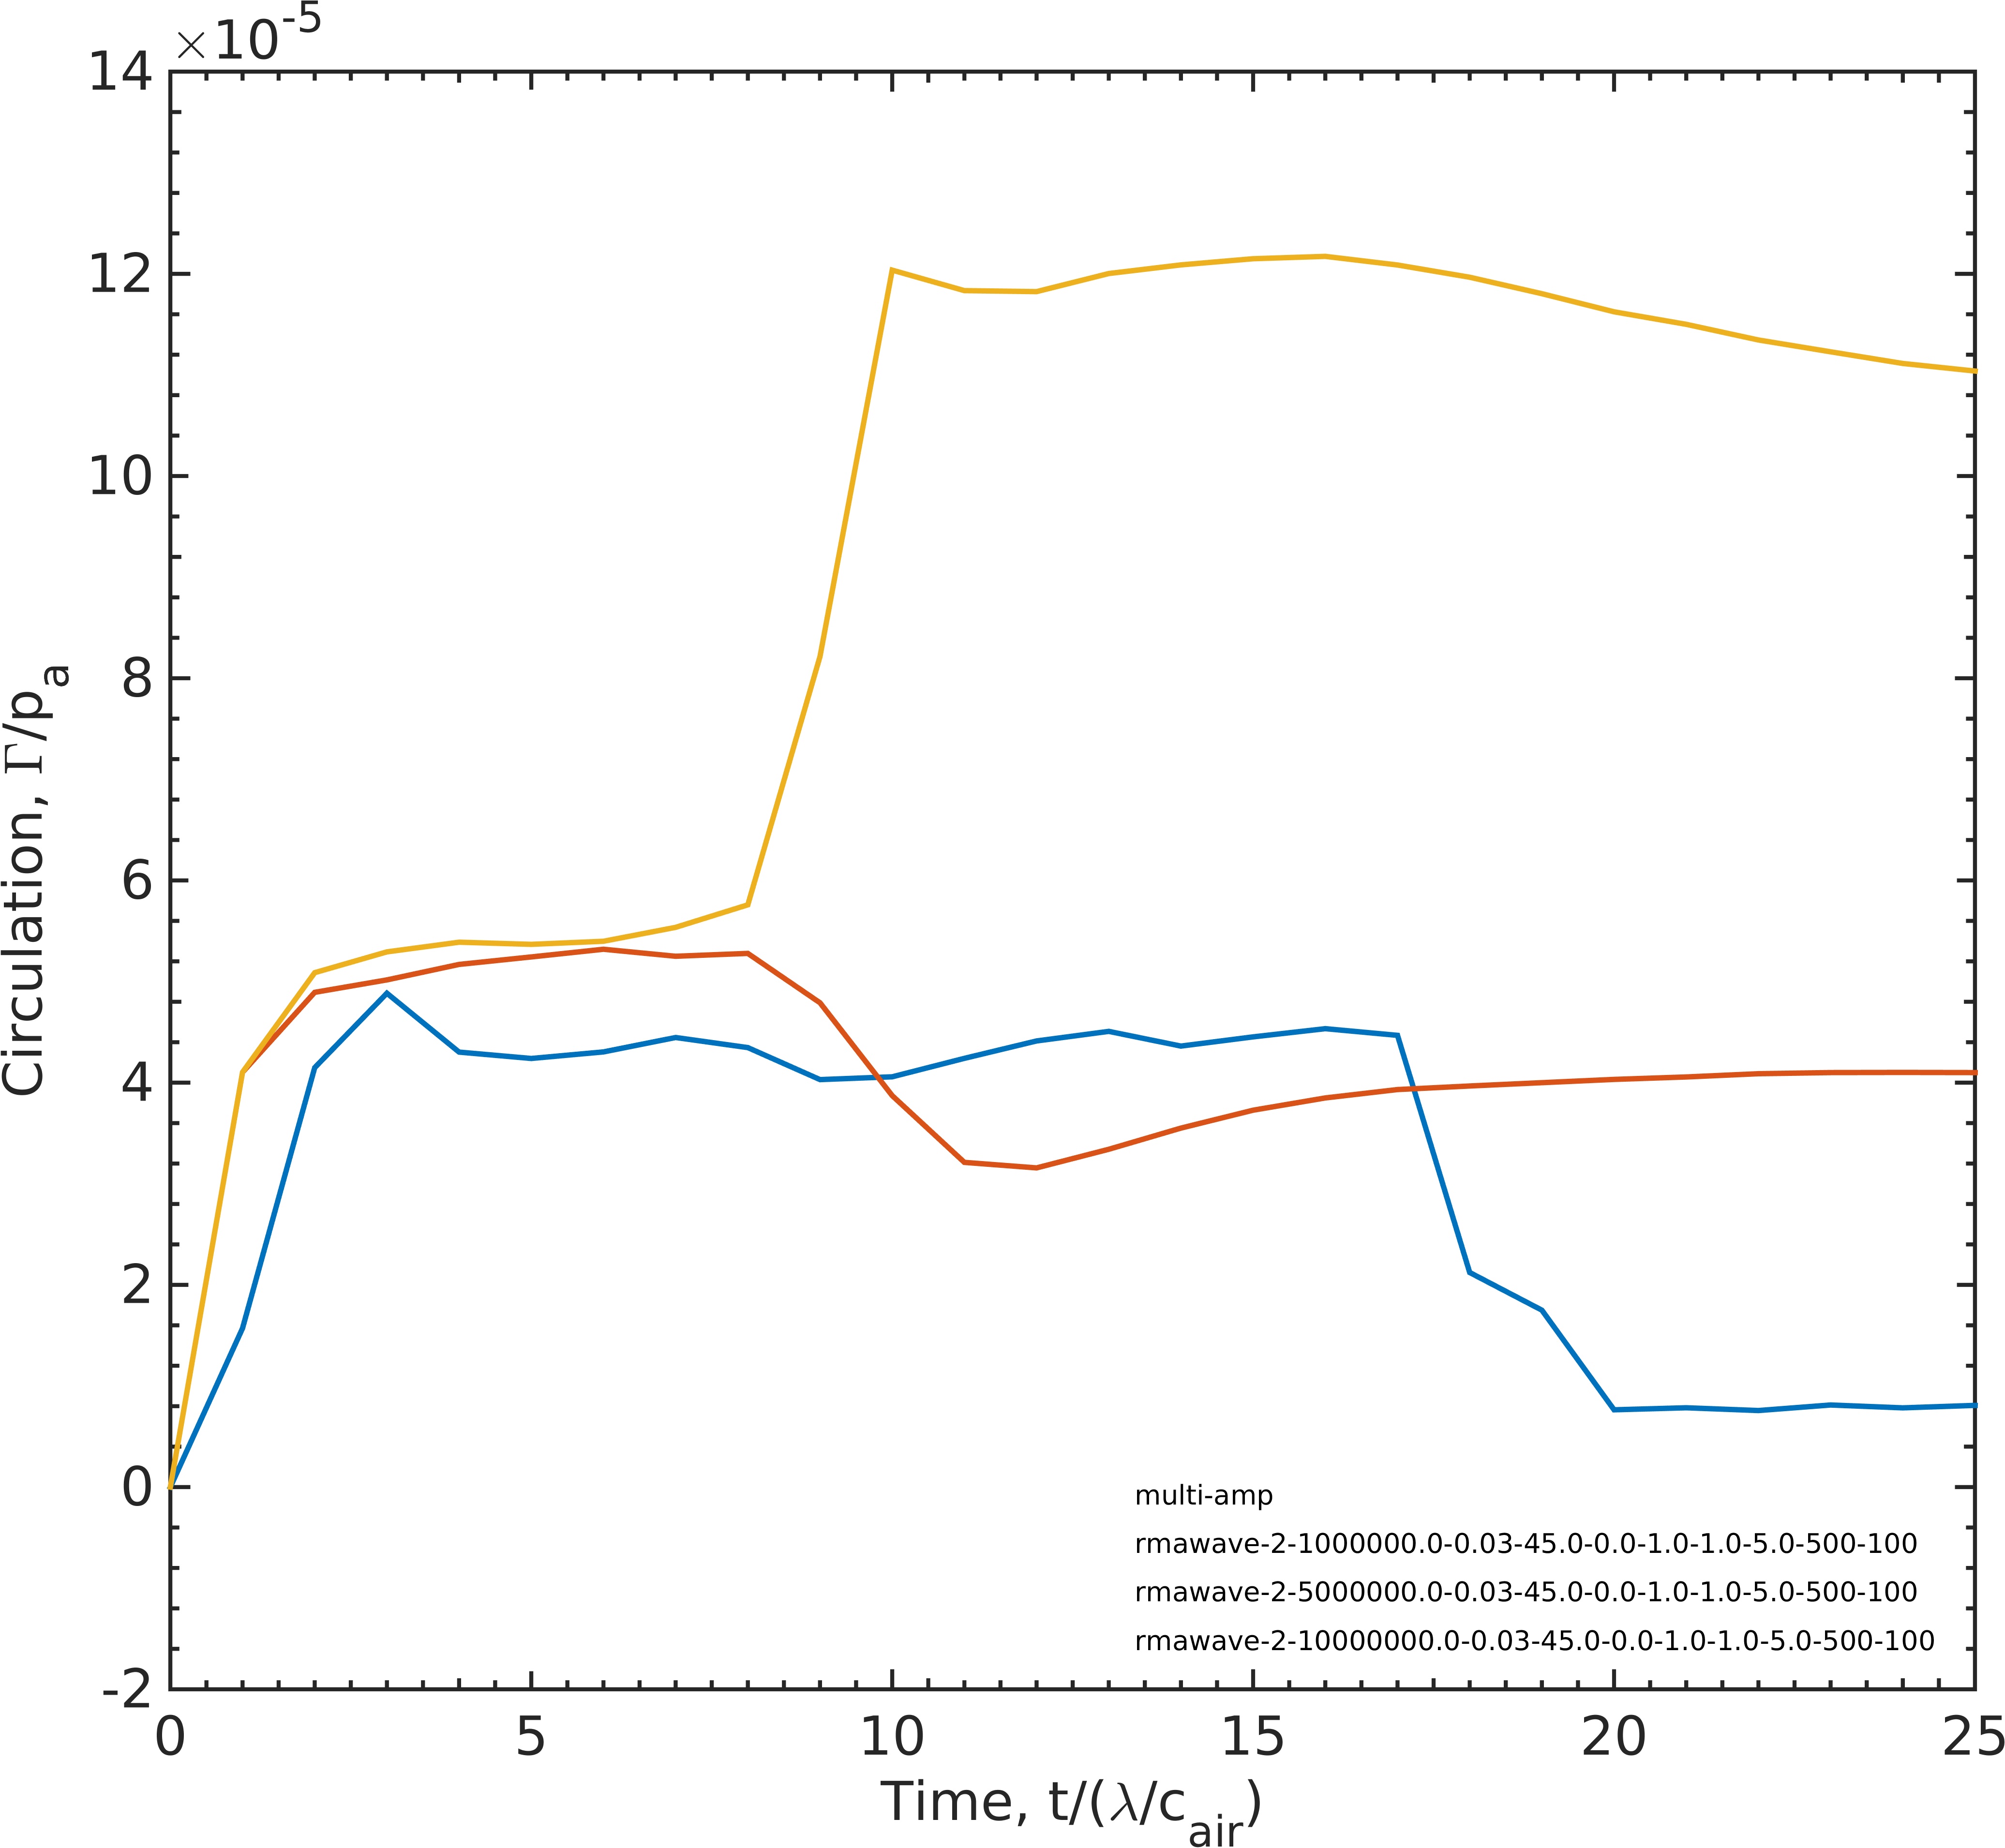 ×10-5
14
12
10
8
6
4
2
0
-2
Circulation, Γ/pa
0 5 10 15 20 25
Time, t/(λ/cair)
multi-amp
rmawave-2-1000000.0-0.03-45.0-0.0-1.0-1.0-5.0-500-100
rmawave-2-5000000.0-0.03-45.0-0.0-1.0-1.0-5.0-500-100
rmawave-2-10000000.0-0.03-45.0-0.0-1.0-1.0-5.0-500-100